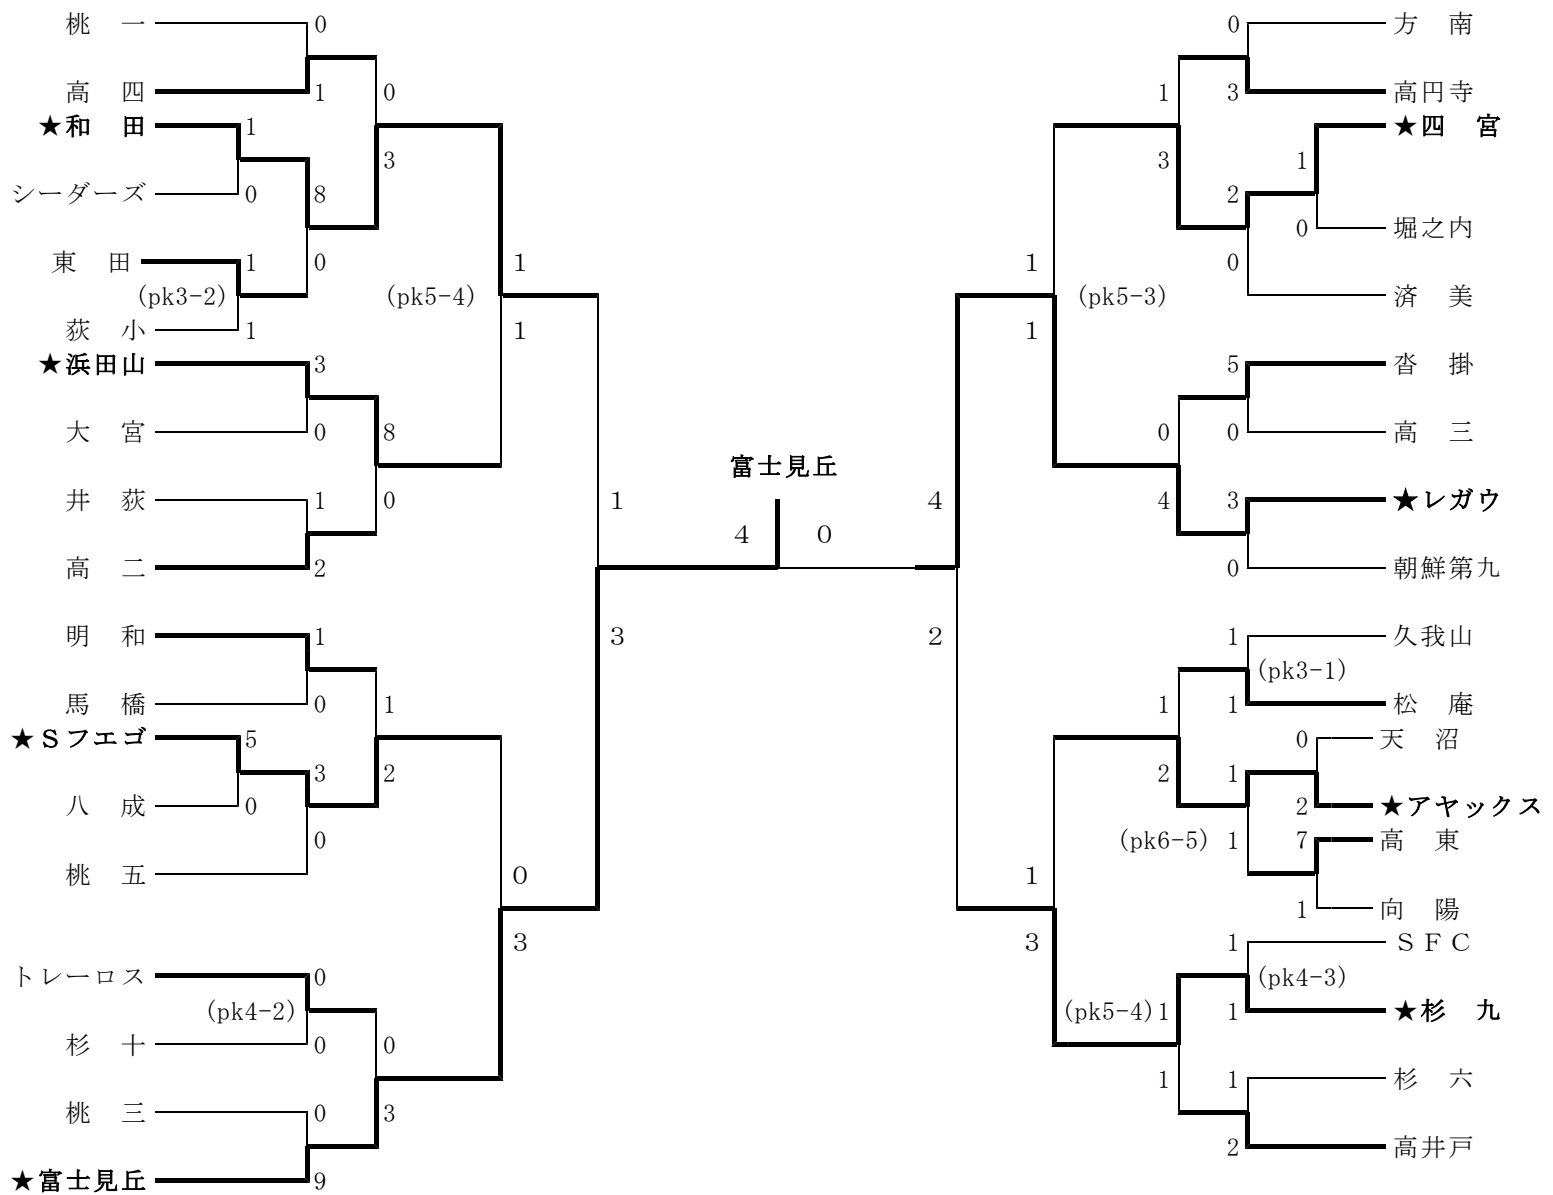 桃　一 0
高　四 1 0
★和　田 1
3
シーダーズ 0 8
東　田 1 0 1
(pk3-2) (pk5-4)
荻　小 1 1
★浜田山 3
大　宮 0 8
井　荻 1 0 1
高　二 2
明　和 1 3
馬　橋 0 1
★Ｓフエゴ 5
3 2
八　成 0
0
桃　五 0
3
トレーロス 0
(pk4-2)
杉　十 0 0
桃　三 0 3
★富士見丘 9
富士見丘
4 0
0 方　南
1 3 高円寺
★四　宮
3 1
2
0 堀之内
1 0
(pk5-3) 済　美
1
5 沓　掛
0 0 高　三
4 4 3 ★レガウ
0 朝鮮第九
2 1 久我山
(pk3-1)
1 1 松　庵
0 天　沼
2 1
2 ★アヤックス
(pk6-5) 1 7 高　東
1
1 向　陽
3 1 ＳＦＣ
(pk4-3)
(pk5-4) 1 1 ★杉　九
1 1 杉　六
2 高井戸